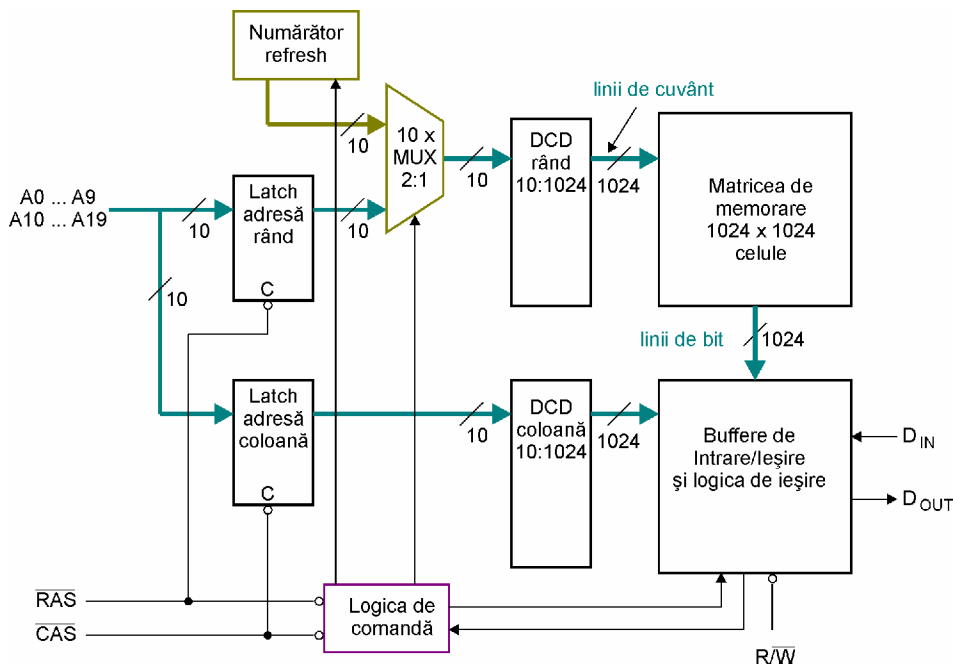 Numărător
refresh
linii de cuvânt
10
10 x
MUX
2:1
10
DCD
rând
10:1024
1024
Matricea de
memorare
1024 x 1024
celule
A0 ... A9
A10 ... A19
10
Latch
adresă
rând
C
10
10
linii de bit
1024
Latch
adresă
coloană
C
10
DCD
coloană
10:1024
1024
Buffere de
Intrare/Ieşire
şi logica de ieşire
D IN
D OUT
RAS
CAS
Logica de
comandă
R/W